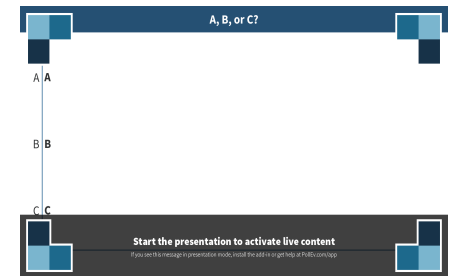 A, B, or C?
A A
B B
C C
Start the presentation to activate live content
If you see this message in presentation mode, install the add-in or get help at PollEv.com/app